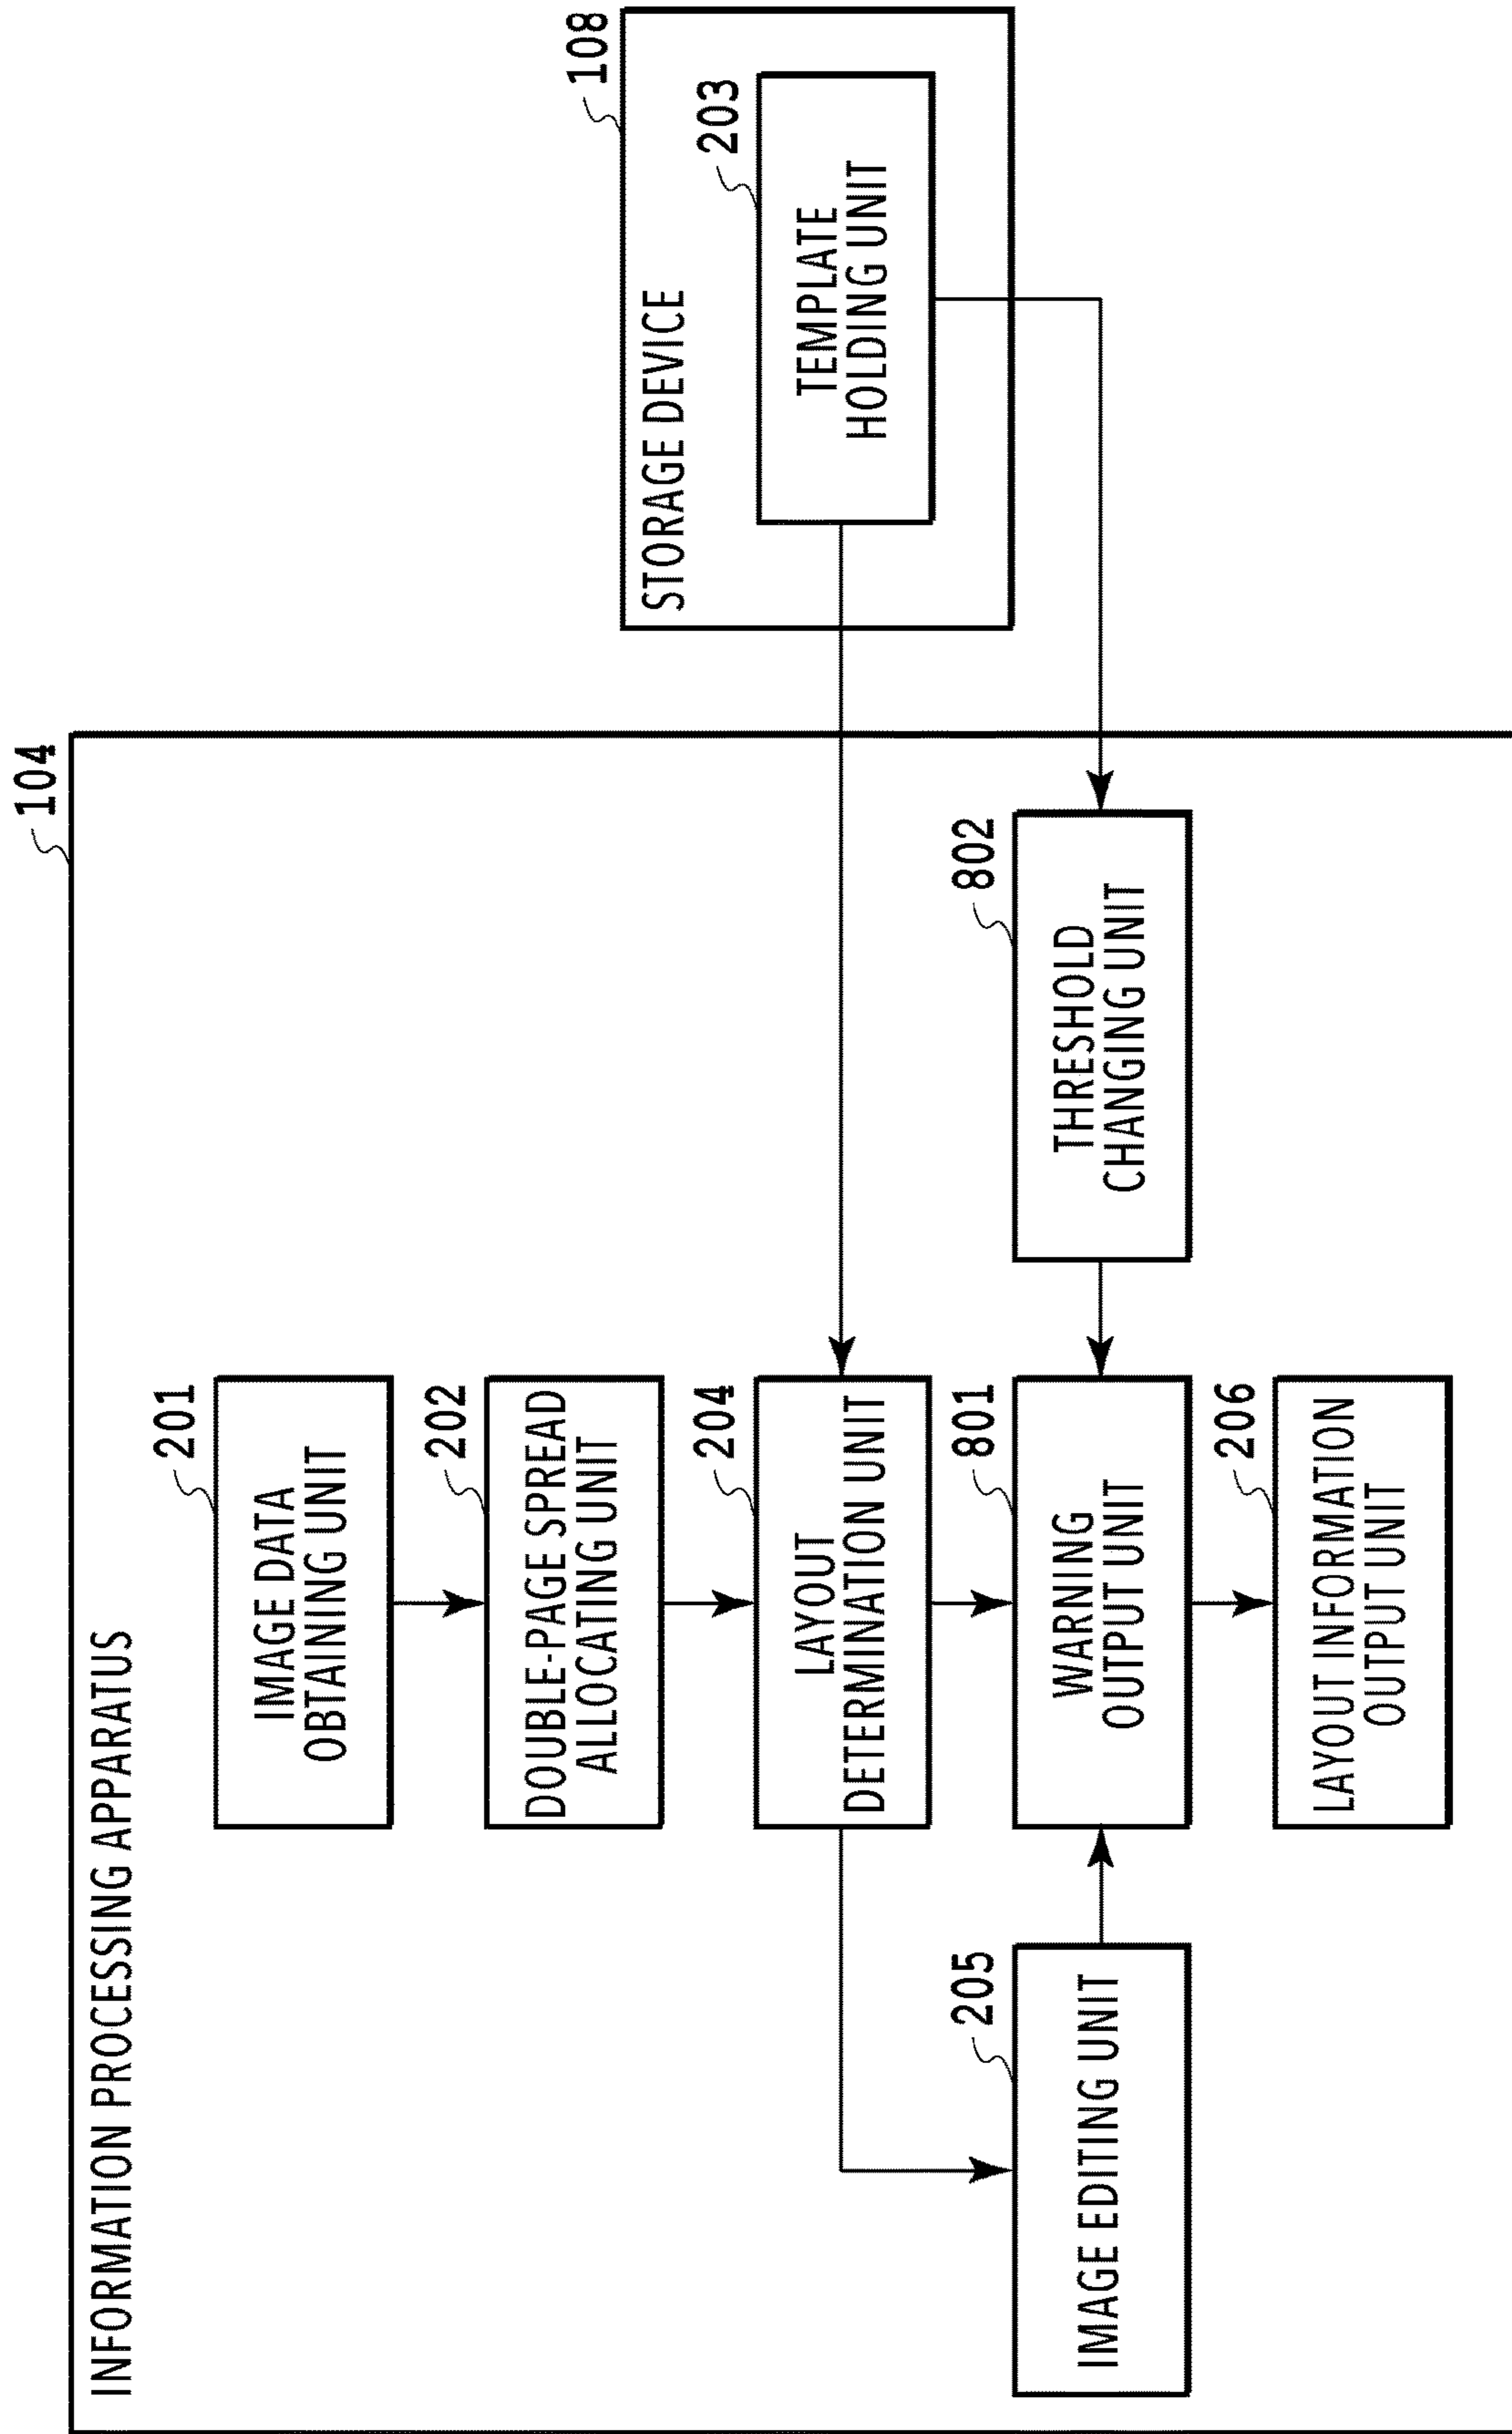 104
INFORMATION PROCESSING APPARATUS
201
IMAGE DATA
OBTAINING UNIT
202
DOUBLE-PAGE SPREAD
ALLOCATING UNIT
108
STORAGE DEVICE
203
TEMPLATE
HOLDING UNIT
204
LAYOUT
DETERMINATION UNIT
205
IMAGE EDITING UNIT
801
WARNING
OUTPUT UNIT
802
THRESHOLD
CHANGING UNIT
206
LAYOUT INFORMATION
OUTPUT UNIT